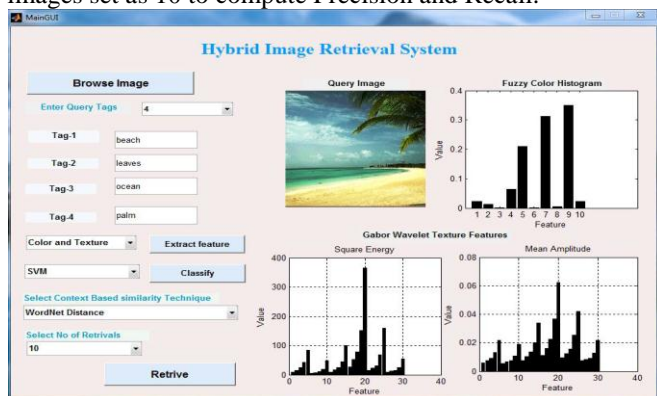 images set as 10 to compute Precision and Recall.
MainGUI
Hybrid Image Retrieval System
Browse Image
Enter Query Tags 4
Tag-1 beach
Tag-2 leaves
Tag-3 ocean
Tag-4 palm
Color and Texture Extract feature
SVM Classify
Select Context Based similarity Technique
WordNet Distance
Select No of Retrivals
10
Retrive
Query Image
Fuzzy Color Histogram
0.4
0.3
0.2
0.1
0
Value
1 2 3 4 5 6 7 8 9 10
Feature
Gabor Wavelet Texture Features
Square Energy
400
300
200
100
0
Value
0 10 20 30 40
Feature
Mean Amplitude
0.08
0.06
0.04
0.02
0
Value
0 10 20 30 40
Feature